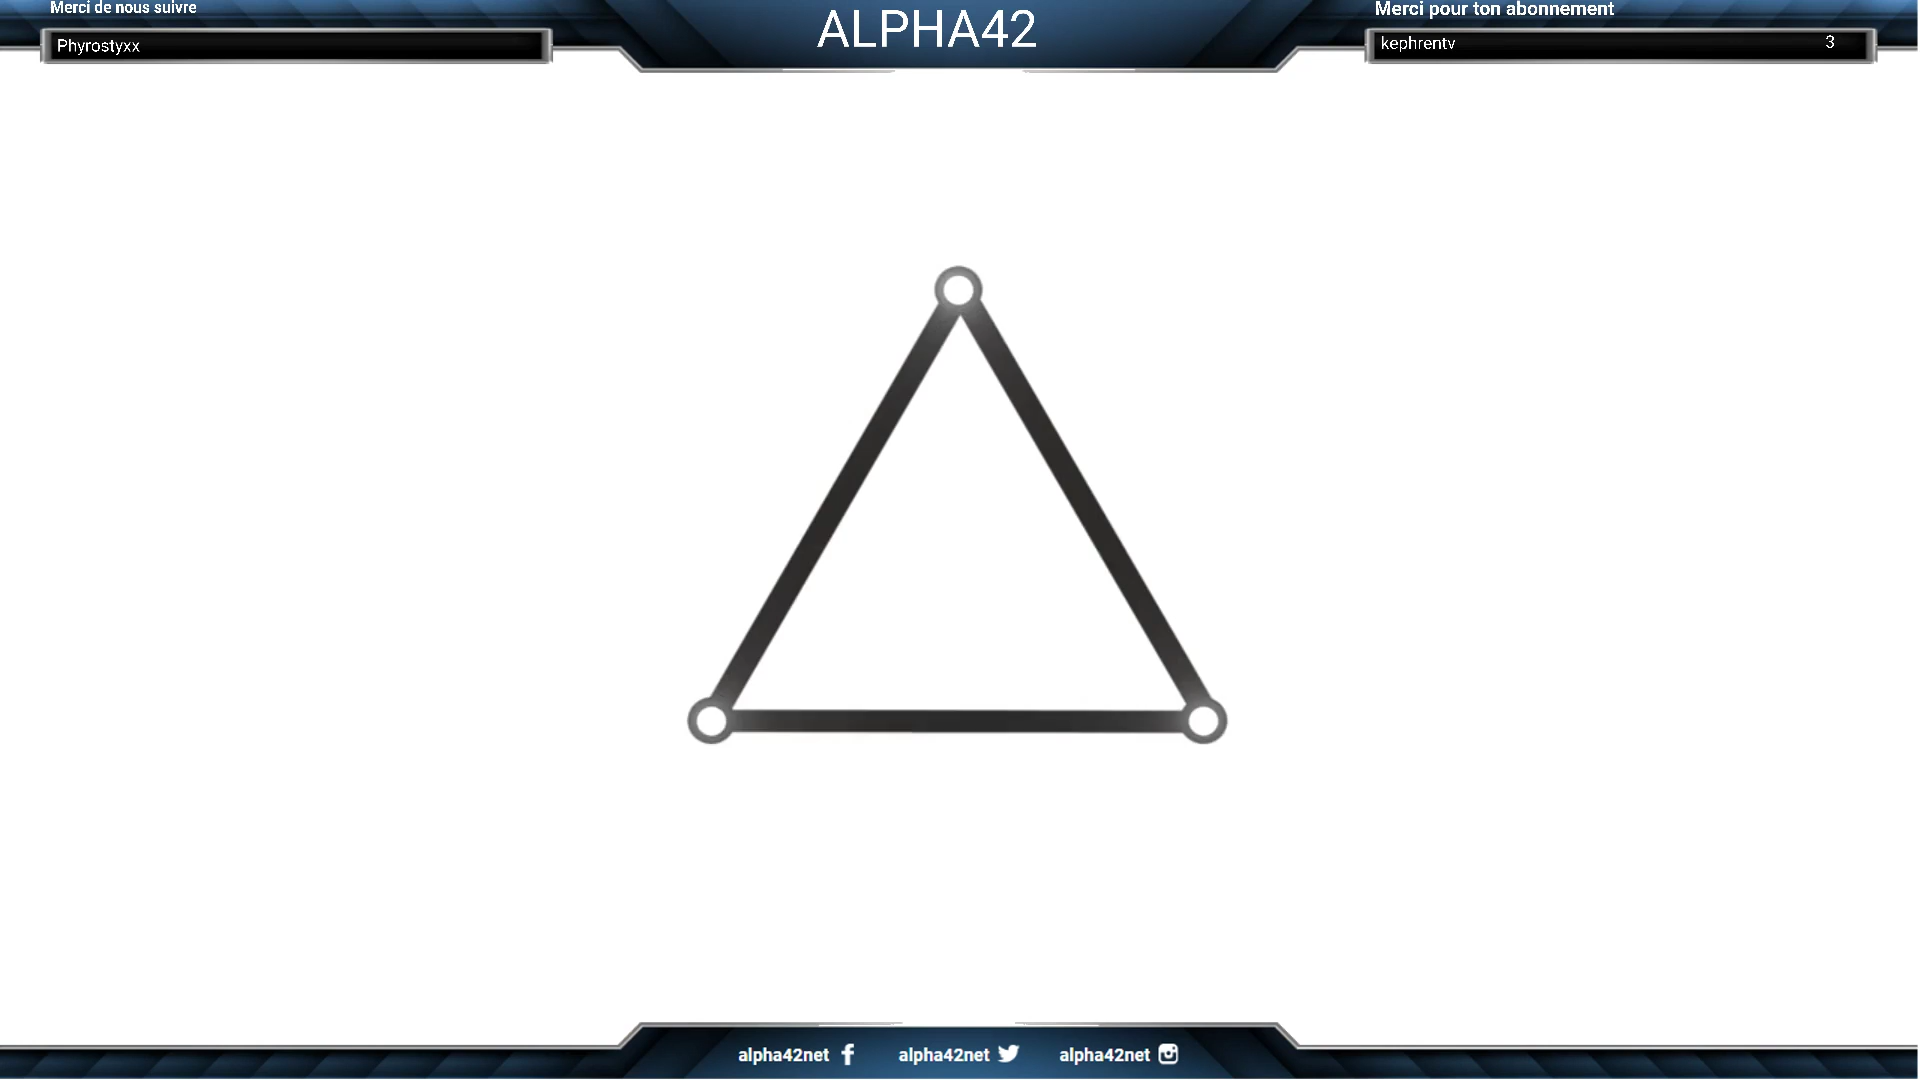 Merci de nous suivre
Phyrostyxx
ALPHA42
Merci pour ton abonnement
kephrentv 3
alpha42net alpha42net alpha42net